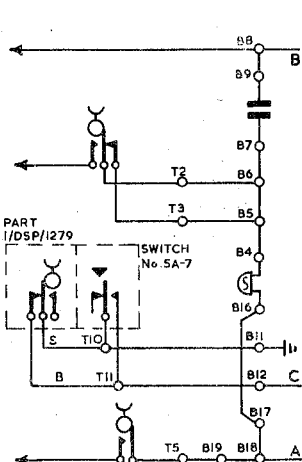 B8
B
B9
B7
T2
B6
T3
B5
PART
1/DSP/1279
SWITCH
No. 5A-7
B4
S
B16
S
T10
B11
B
T11
B12
C
B17
T5
B19
B18
A